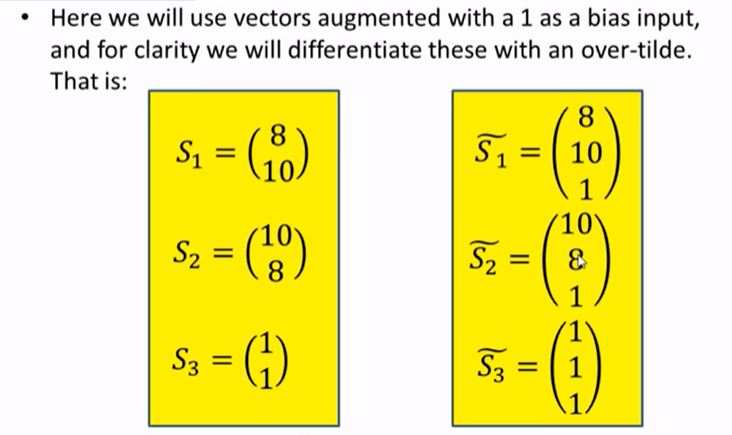 • Here we will use vectors augmented with a 1 as a bias input,
and for clarity we will differentiate these with an over-tilde.
That is:
S₁ = (8 10)
S₂ = (10 8)
S₃ = (1 1)
S̃₁ = (8 10 1)
S̃₂ = (10 8 1)
S̃₃ = (1 1 1)